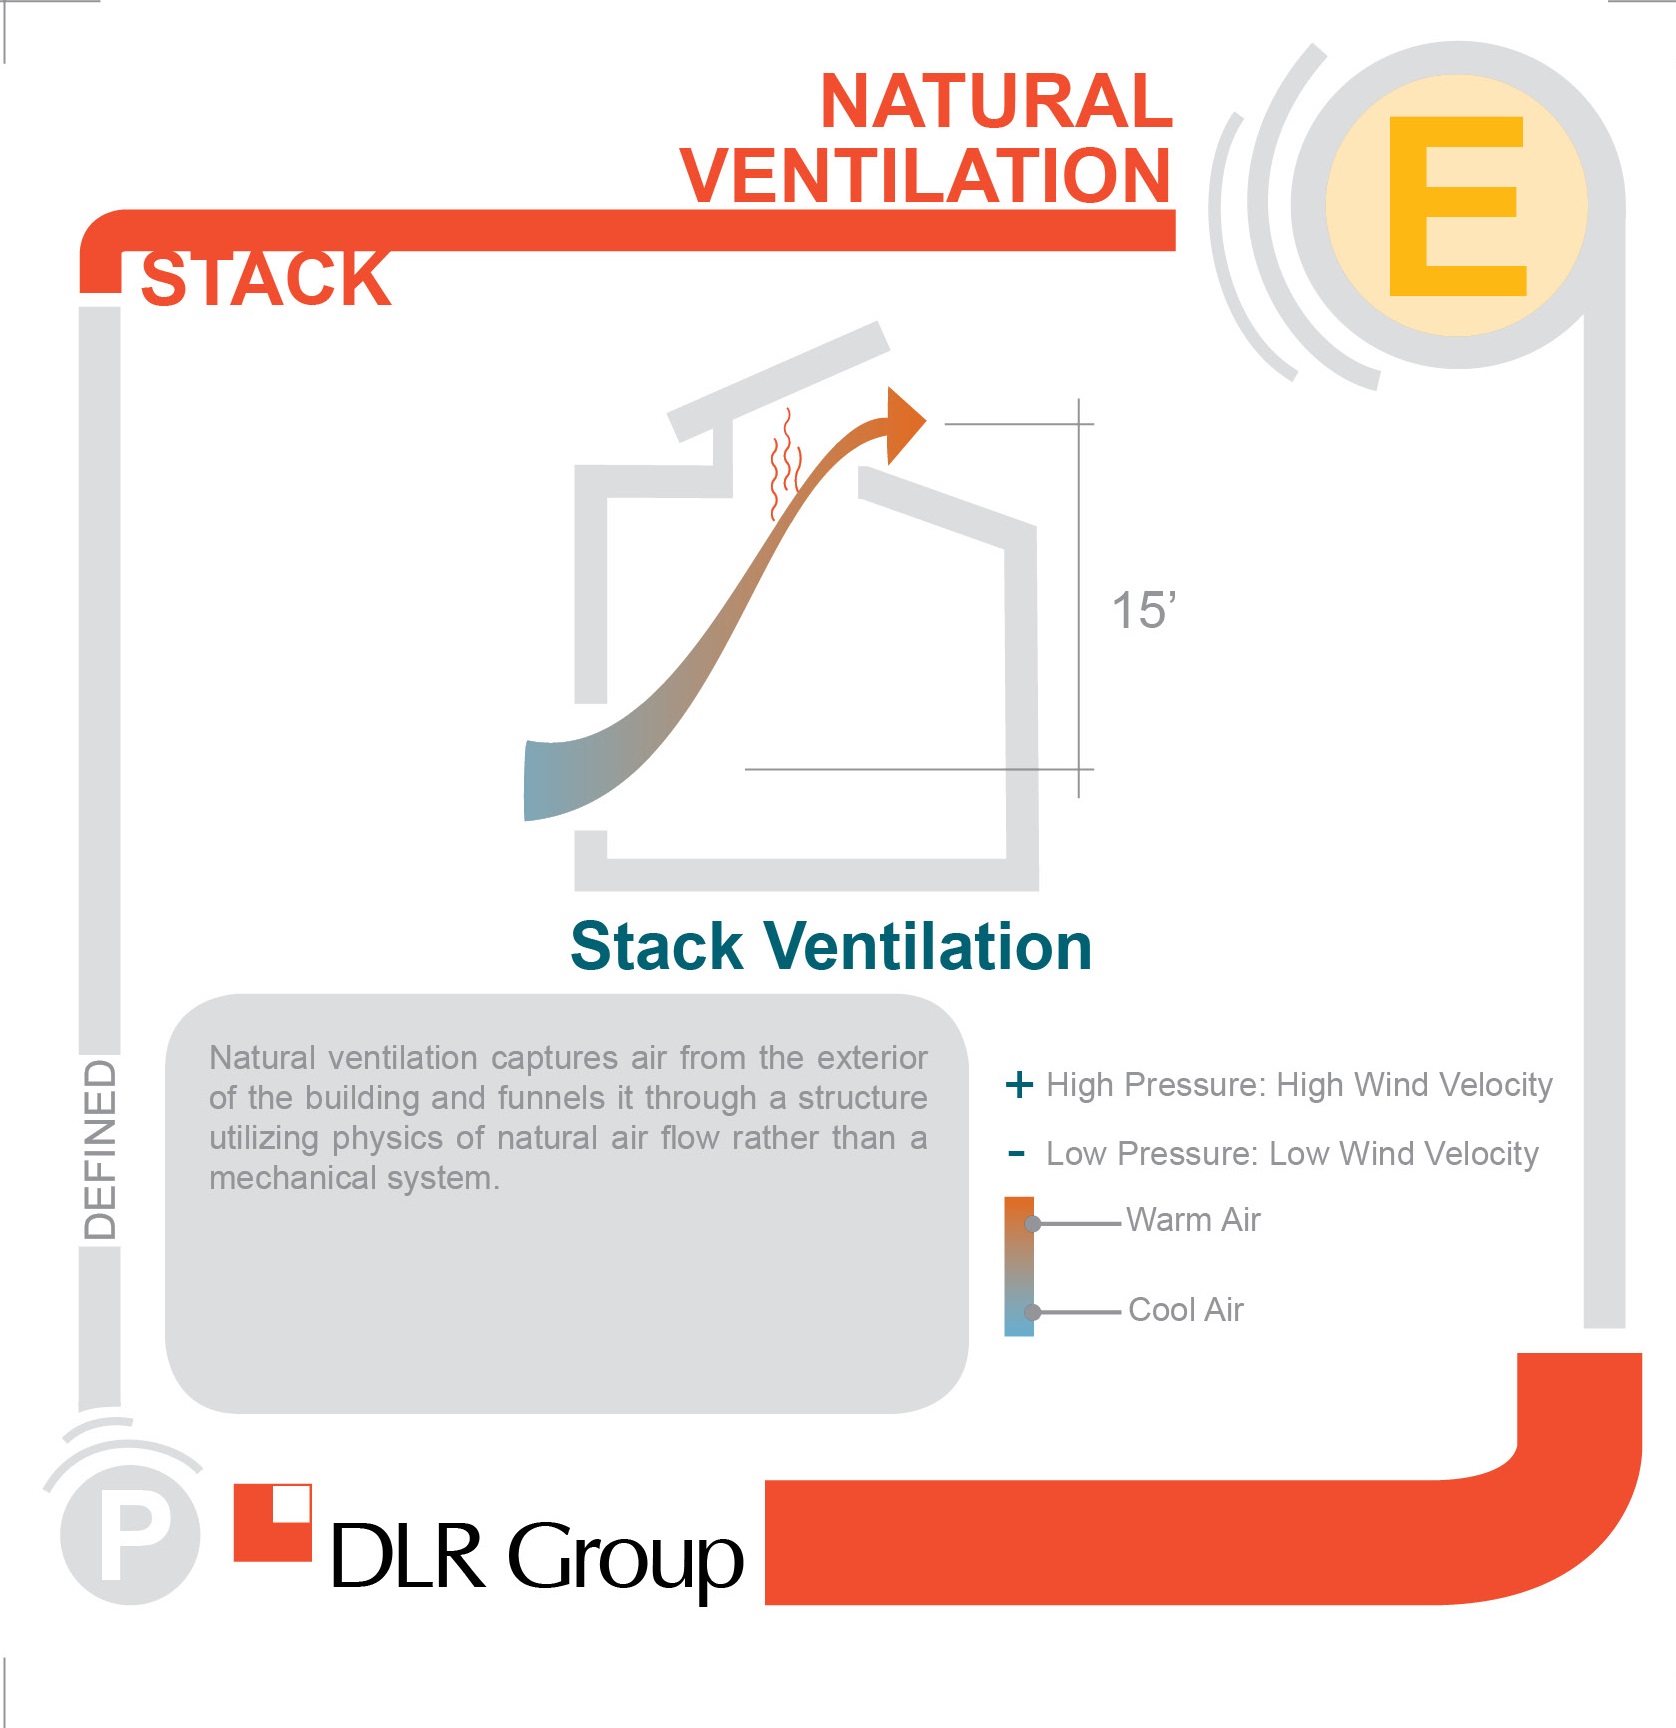 NATURAL
VENTILATION
E
STACK
15’
Stack Ventilation
Natural ventilation captures air from the exterior
of the building and funnels it through a structure
utilizing physics of natural air flow rather than a
mechanical system.
+ High Pressure: High Wind Velocity
- Low Pressure: Low Wind Velocity
Warm Air
Cool Air
DEFINED
P
DLR Group